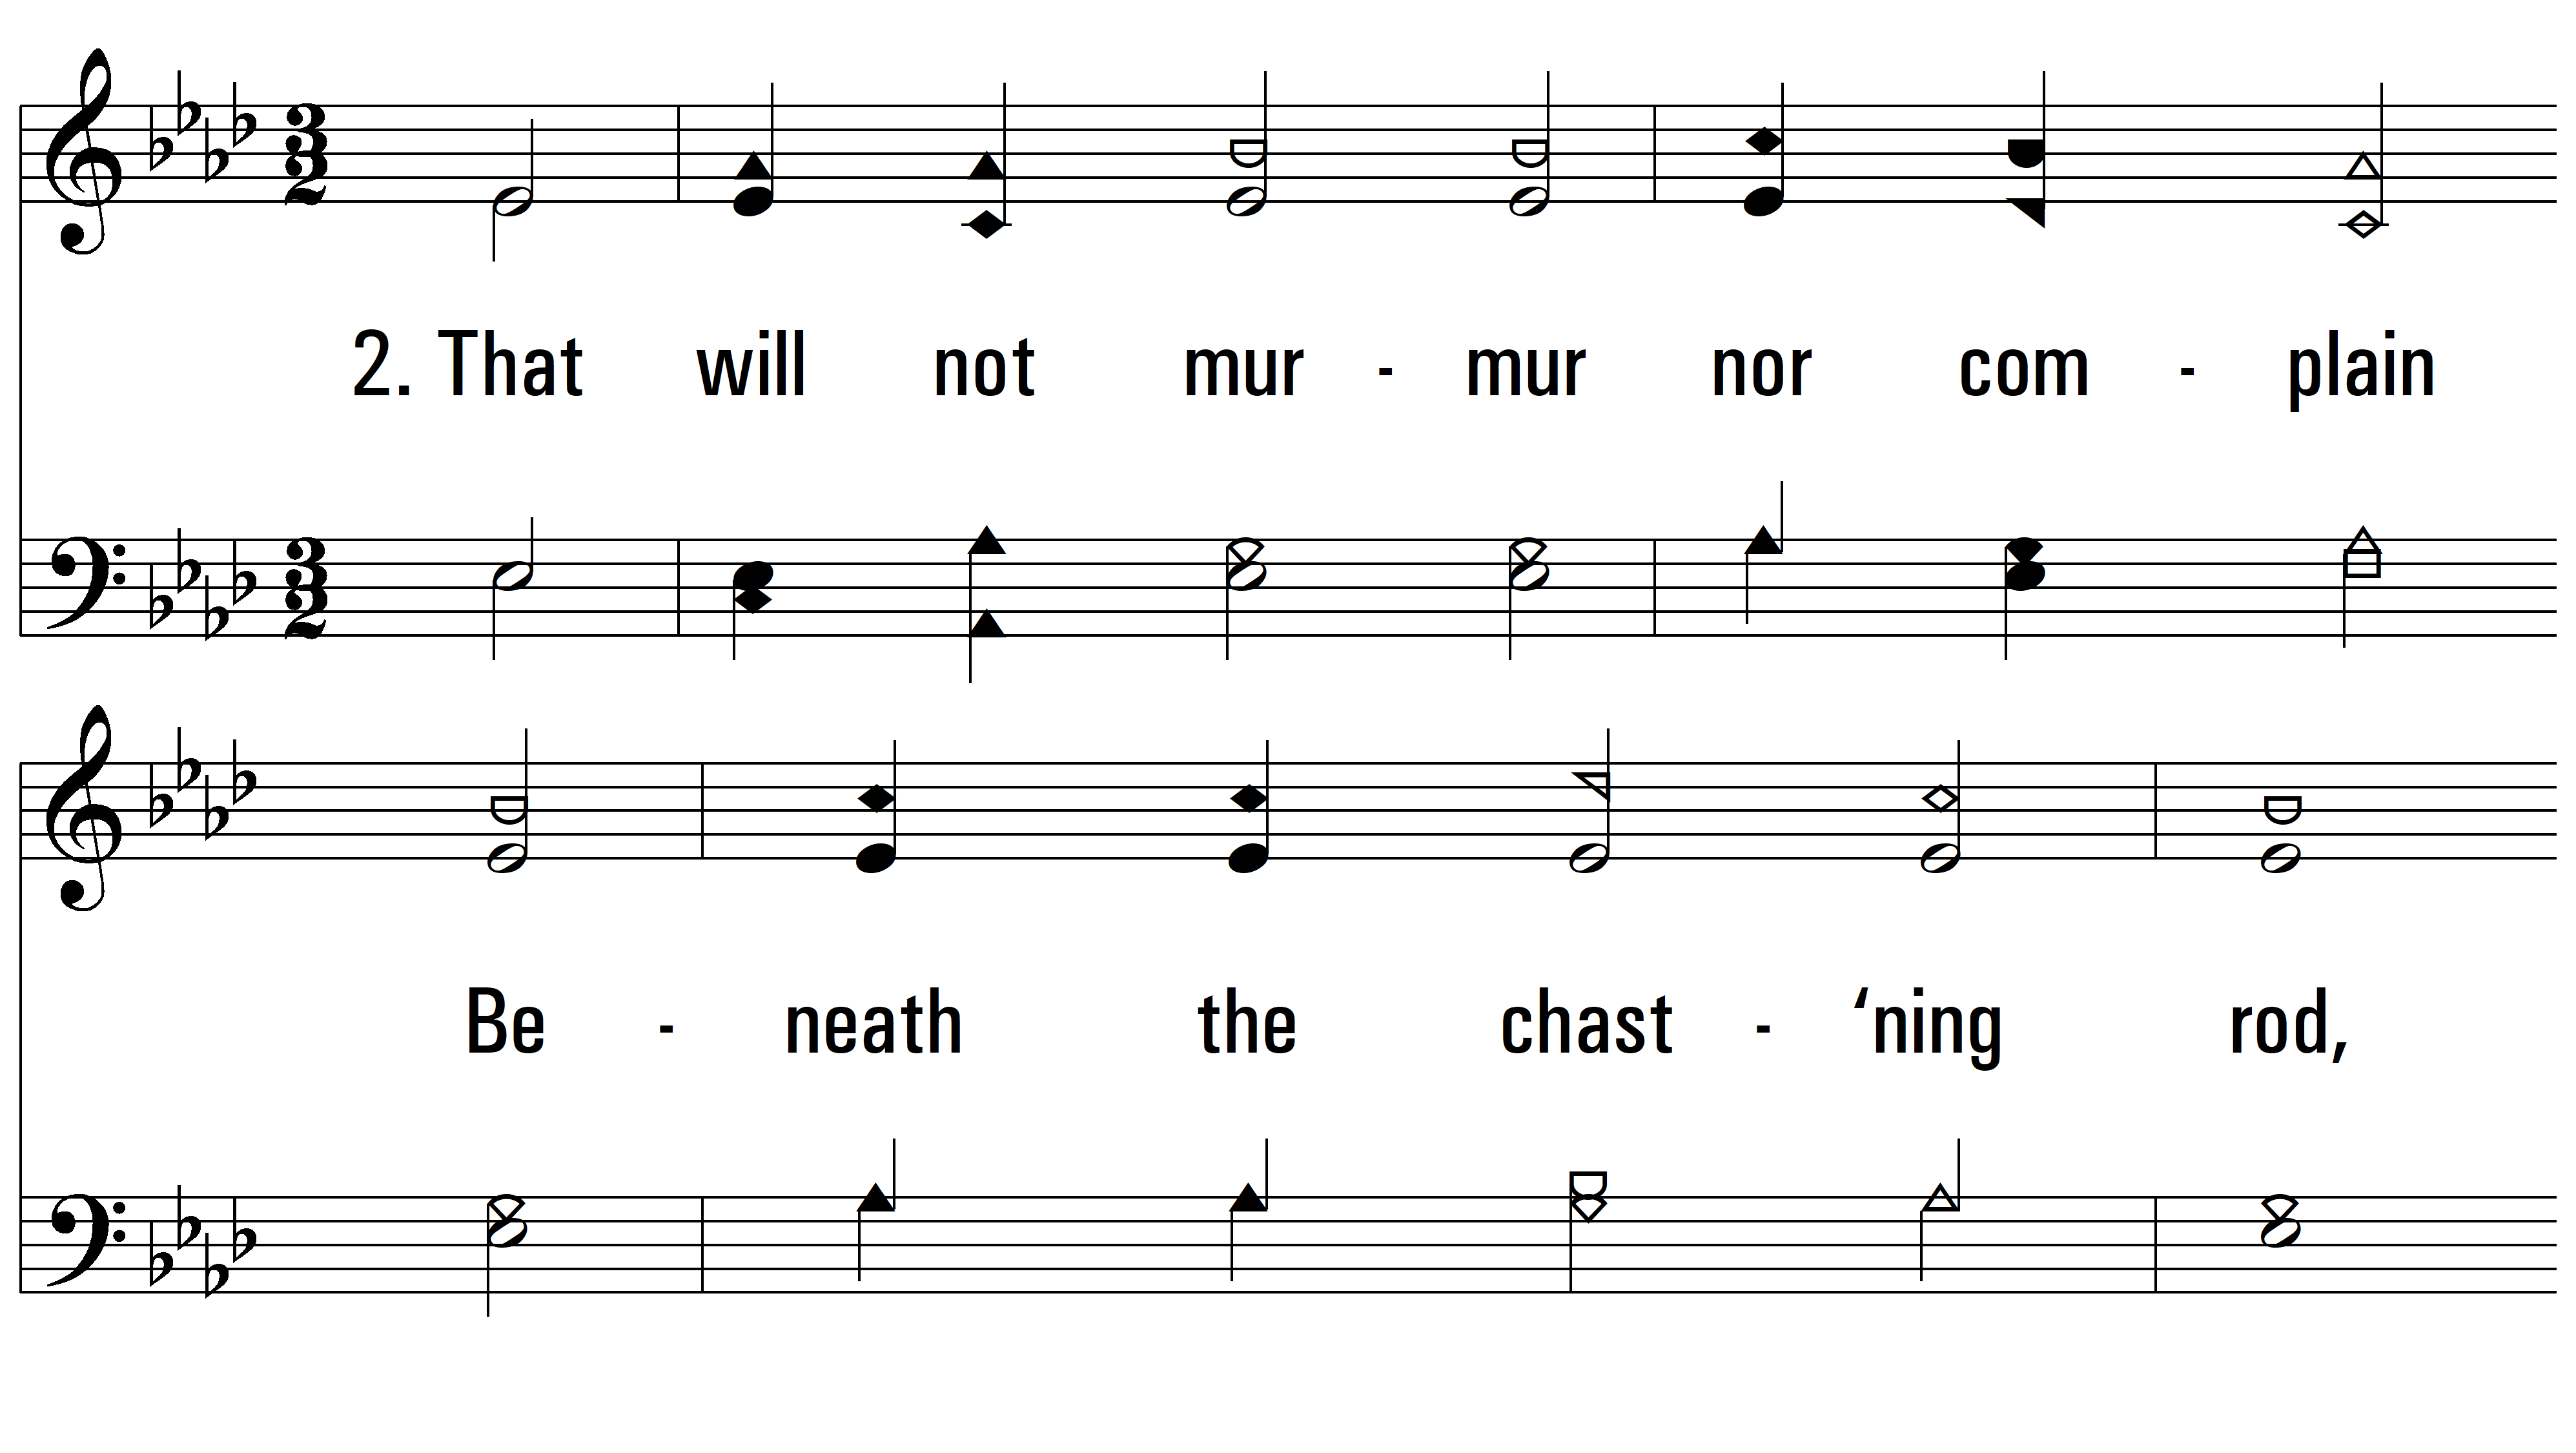 2. That will not mur - mur nor com - plain
Be - neath the chast - ‘ning rod,